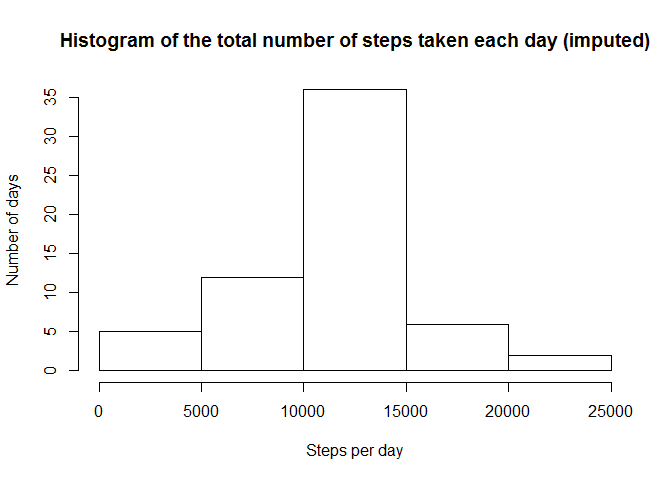 Histogram of the total number of steps taken each day (imputed)
35
30
25
20
15
10
5
0
Number of days
0 5000 10000 15000 20000 25000
Steps per day